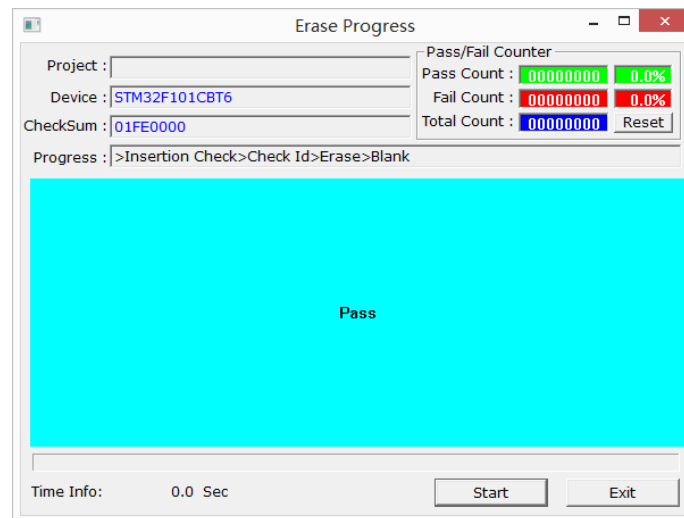 Erase Progress
Project :
Device : STM32F101CBT6
CheckSum : 01FE0000
Pass/Fail Counter
Pass Count : 00000000 0.0%
Fail Count : 00000000 0.0%
Total Count : 00000000 Reset
Progress : >Insertion Check>Check Id>Erase>Blank
Pass
Time Info: 0.0 Sec
Start
Exit